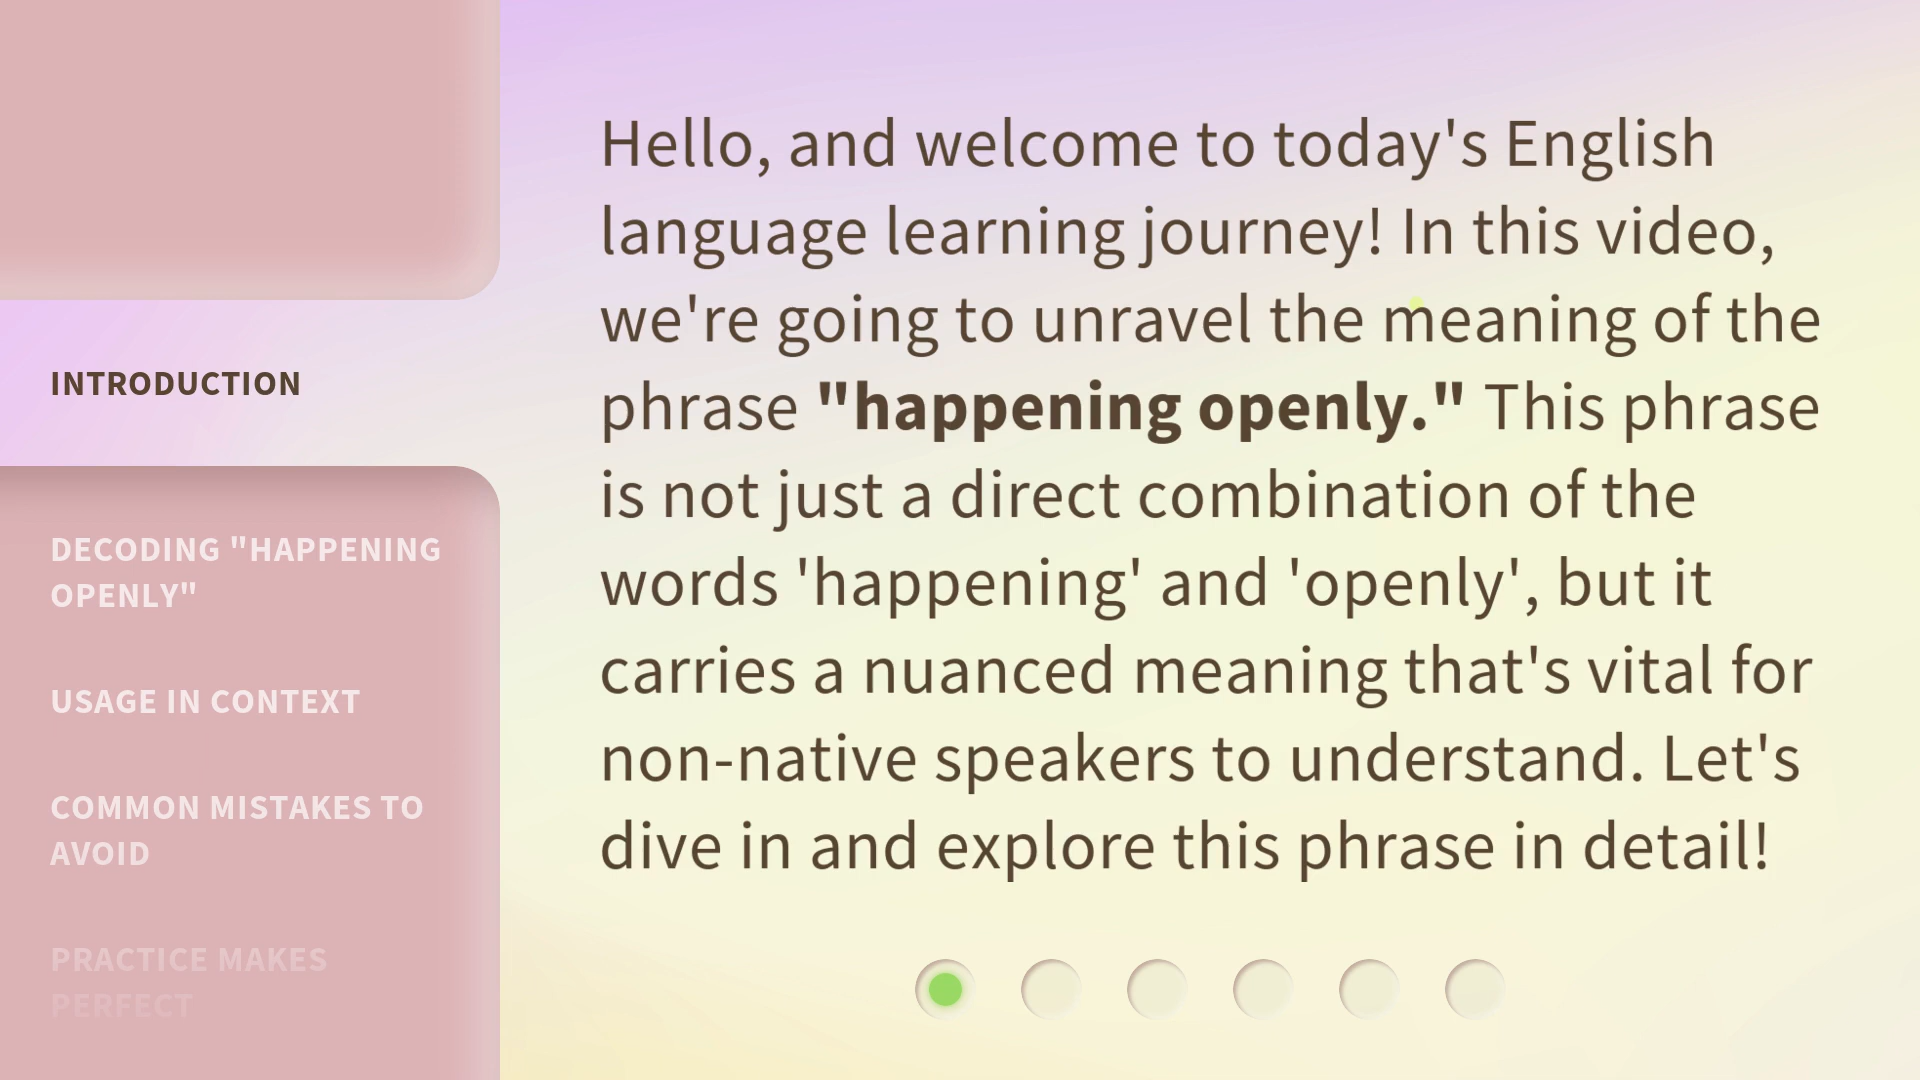 INTRODUCTION
DECODING "HAPPENING
OPENLY"
USAGE IN CONTEXT
COMMON MISTAKES TO
AVOID
PRACTICE MAKES
PERFECT
Hello, and welcome to today's English
language learning journey! In this video,
we're going to unravel the meaning of the
phrase "happening openly." This phrase
is not just a direct combination of the
words 'happening' and 'openly', but it
carries a nuanced meaning that's vital for
non-native speakers to understand. Let's
dive in and explore this phrase in detail!